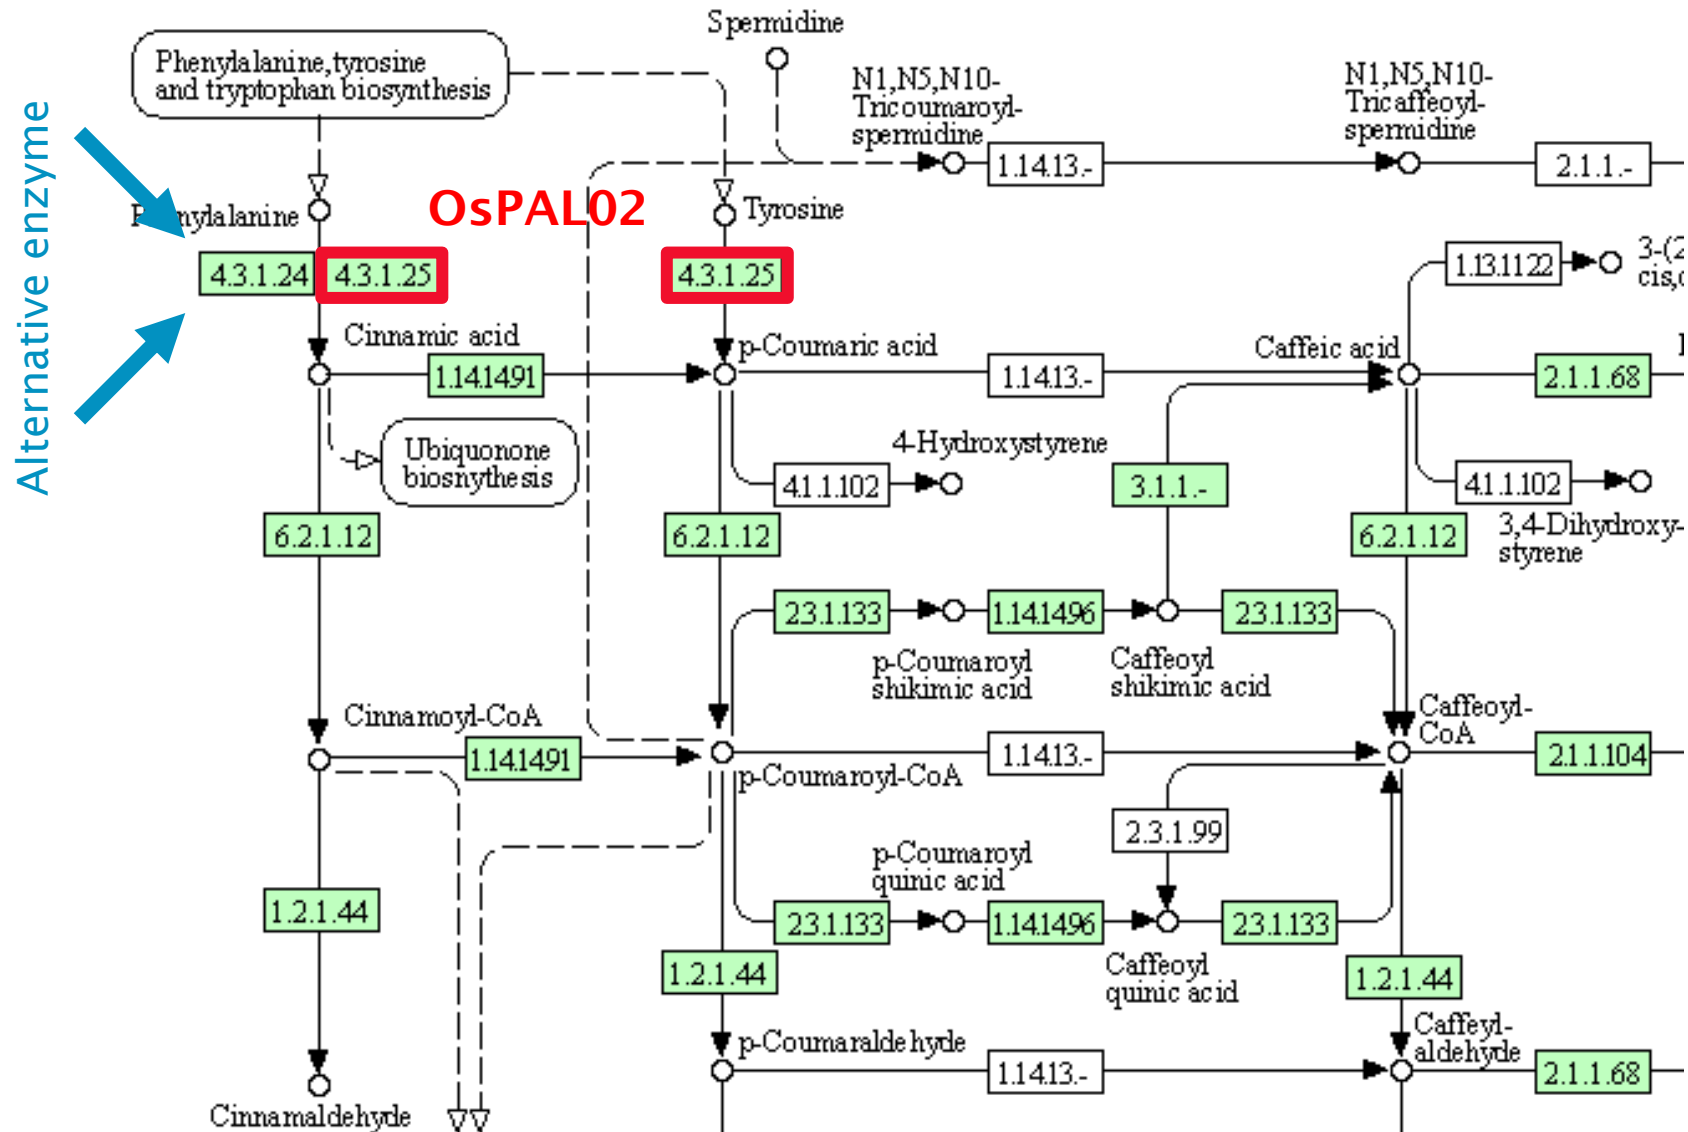 Spermidine
Phenylalanine, tyrosine
and tryptophan biosynthesis
N1,N5,N10-
Tricoumaroyl-
spermidine
N1,N5,N10-
Tricaffeoyl-
spermidine
1.14.13.-
2.1.1.-
Alternative enzyme
Phenylalanine
OsPAL02
Tyrosine
4.3.1.24
4.3.1.25
4.3.1.25
1.13.11.22
3-(2
cis,c
Cinnamic acid
p-Coumaric acid
Caffeic acid
1.14.14.91
1.14.13.-
2.1.1.68
Ubiquonone
biosnythesis
4-Hydroxystyrene
4.1.1.102
3.1.1.-
4.1.1.102
3,4-Dihydroxy-
styrene
6.2.1.12
6.2.1.12
6.2.1.12
2.3.1.133
1.14.14.96
2.3.1.133
p-Coumaroyl
shikimic acid
Caffeoyl
shikimic acid
Cinnamoyl-CoA
Caffeoyl-
CoA
1.14.14.91
p-Coumaroyl-CoA
1.14.13.-
2.1.1.104
2.3.1.99
p-Coumaroyl
quinic acid
1.2.1.44
2.3.1.133
1.14.14.96
2.3.1.133
Caffeoyl
quinic acid
1.2.1.44
1.2.1.44
p-Coumaraldehyde
Caffeyl-
aldehyde
1.14.13.-
2.1.1.68
Cinnamaldehyde